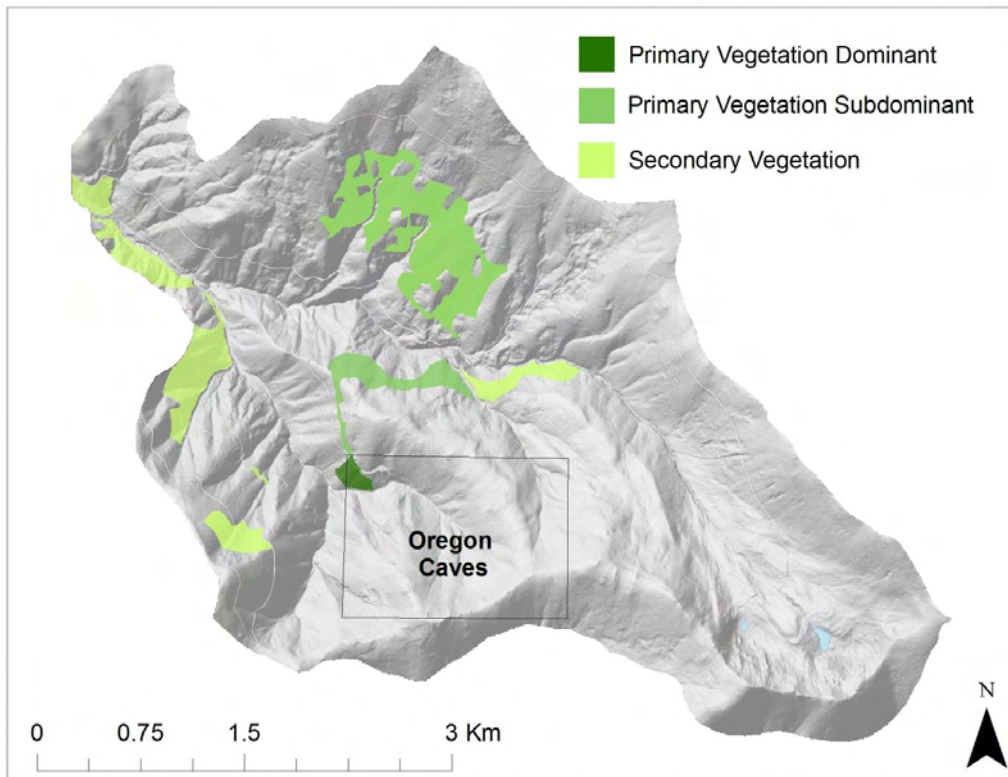 Primary Vegetation Dominant
Primary Vegetation Subdominant
Secondary Vegetation
Oregon
Caves
N
0 0.75 1.5 3 Km